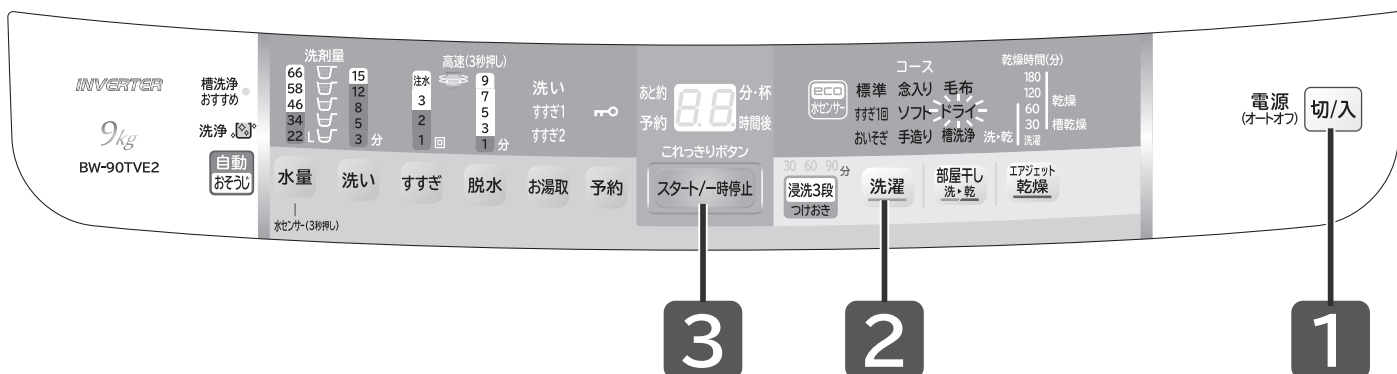 INVERTER
9kg
BW-90TVE2
槽洗浄
おすすめ
洗浄
自動
おそうじ
洗剤量
66
58
46
34
22
L
15
12
8
5
3
分
高速(3秒押し)
注水
3
2
1
回
9
7
5
3
1
分
洗い
すすぎ1
すすぎ2
あと約
予約
88
分・杯
時間後
これっきりボタン
スタート/一時停止
水量
洗い
すすぎ
脱水
お湯取
予約
水センサー(3秒押し)
eco
水センサー
コース
標準 念入り 毛布
すすぎ1回 ソフト ドライ
おいそぎ 手造り 槽洗浄
乾燥時間(分)
180
120
60
30
洗濯
乾燥
槽乾燥
洗▸乾
30 60 90分
浸洗3段
つけおき
洗濯
部屋干し
洗▸乾
エアジェット
乾燥
電源
(オートオフ)
切/入
3
2
1